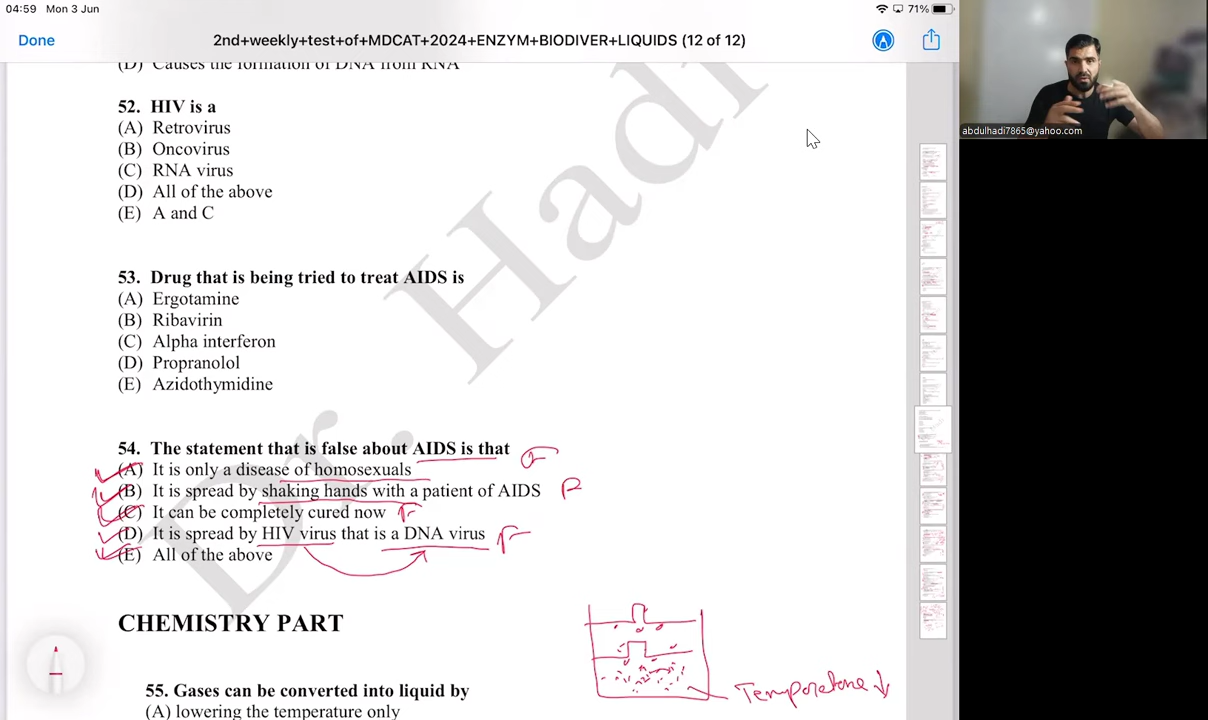 04:59 Mon 3 Jun
71%
Done
2nd+weekly+test+of+MDCAT+2024+ENZYM+BIODIVER+LIQUIDS (12 of 12)
abdulhadi7865@yahoo.com
(D) Causes the formation of DNA from RNA
52. HIV is a
(A) Retrovirus
(B) Oncovirus
(C) RNA virus
(D) All of the above
(E) A and C
53. Drug that is being tried to treat AIDS is
(A) Ergotamine
(B) Ribavirin
(C) Alpha interferon
(D) Propranolol
(E) Azidothymidine
54. The statement that is false about AIDS is that
(A) It is only a disease of homosexuals
(B) It is spread by shaking hands with a patient of AIDS
(C) It can be completely cured now
(D) It is spread by HIV virus that is a DNA virus
(E) All of the above
CHEMISTRY PART
Temperature
55. Gases can be converted into liquid by
(A) lowering the temperature only
Dr. Hadi